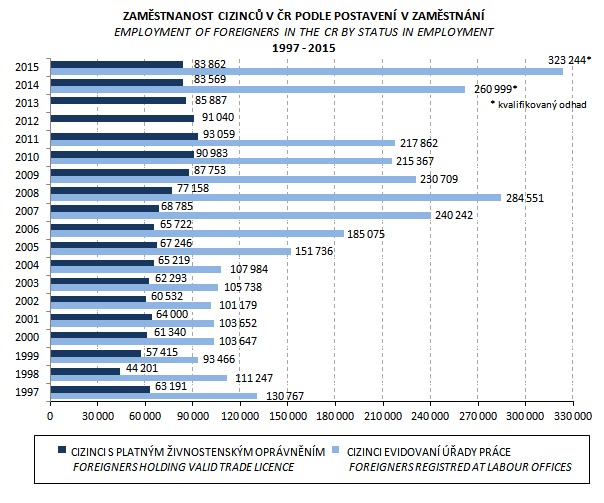 ZAMĚSTNANOST CIZINCŮ V ČR PODLE POSTAVENÍ V ZAMĚSTNÁNÍ
EMPLOYMENT OF FOREIGNERS IN THE CR BY STATUS IN EMPLOYMENT
1997 - 2015
323 244*
2015 83 862
2014 83 569 260 999*
2013 85 887 * kvalifikovaný odhad
2012 91 040
2011 93 059 217 862
2010 90 983 215 367
2009 87 753 230 709
2008 77 158 284 551
2007 68 785 240 242
2006 65 722 185 075
2005 67 246 151 736
2004 65 219 107 984
2003 62 293 105 738
2002 60 532 101 179
2001 64 000 103 652
2000 61 340 103 647
1999 57 415 93 466
1998 44 201 111 247
1997 63 191 130 767
0 30 000 60 000 90 000 120 000 150 000 180 000 210 000 240 000 270 000 300 000 330 000
CIZINCI S PLATNÝM ŽIVNOSTENSKÝM OPRÁVNĚNÍM CIZINCI EVIDOVANÍ ÚŘADY PRÁCE
FOREIGNERS HOLDING VALID TRADE LICENCE FOREIGNERS REGISTRED AT LABOUR OFFICES